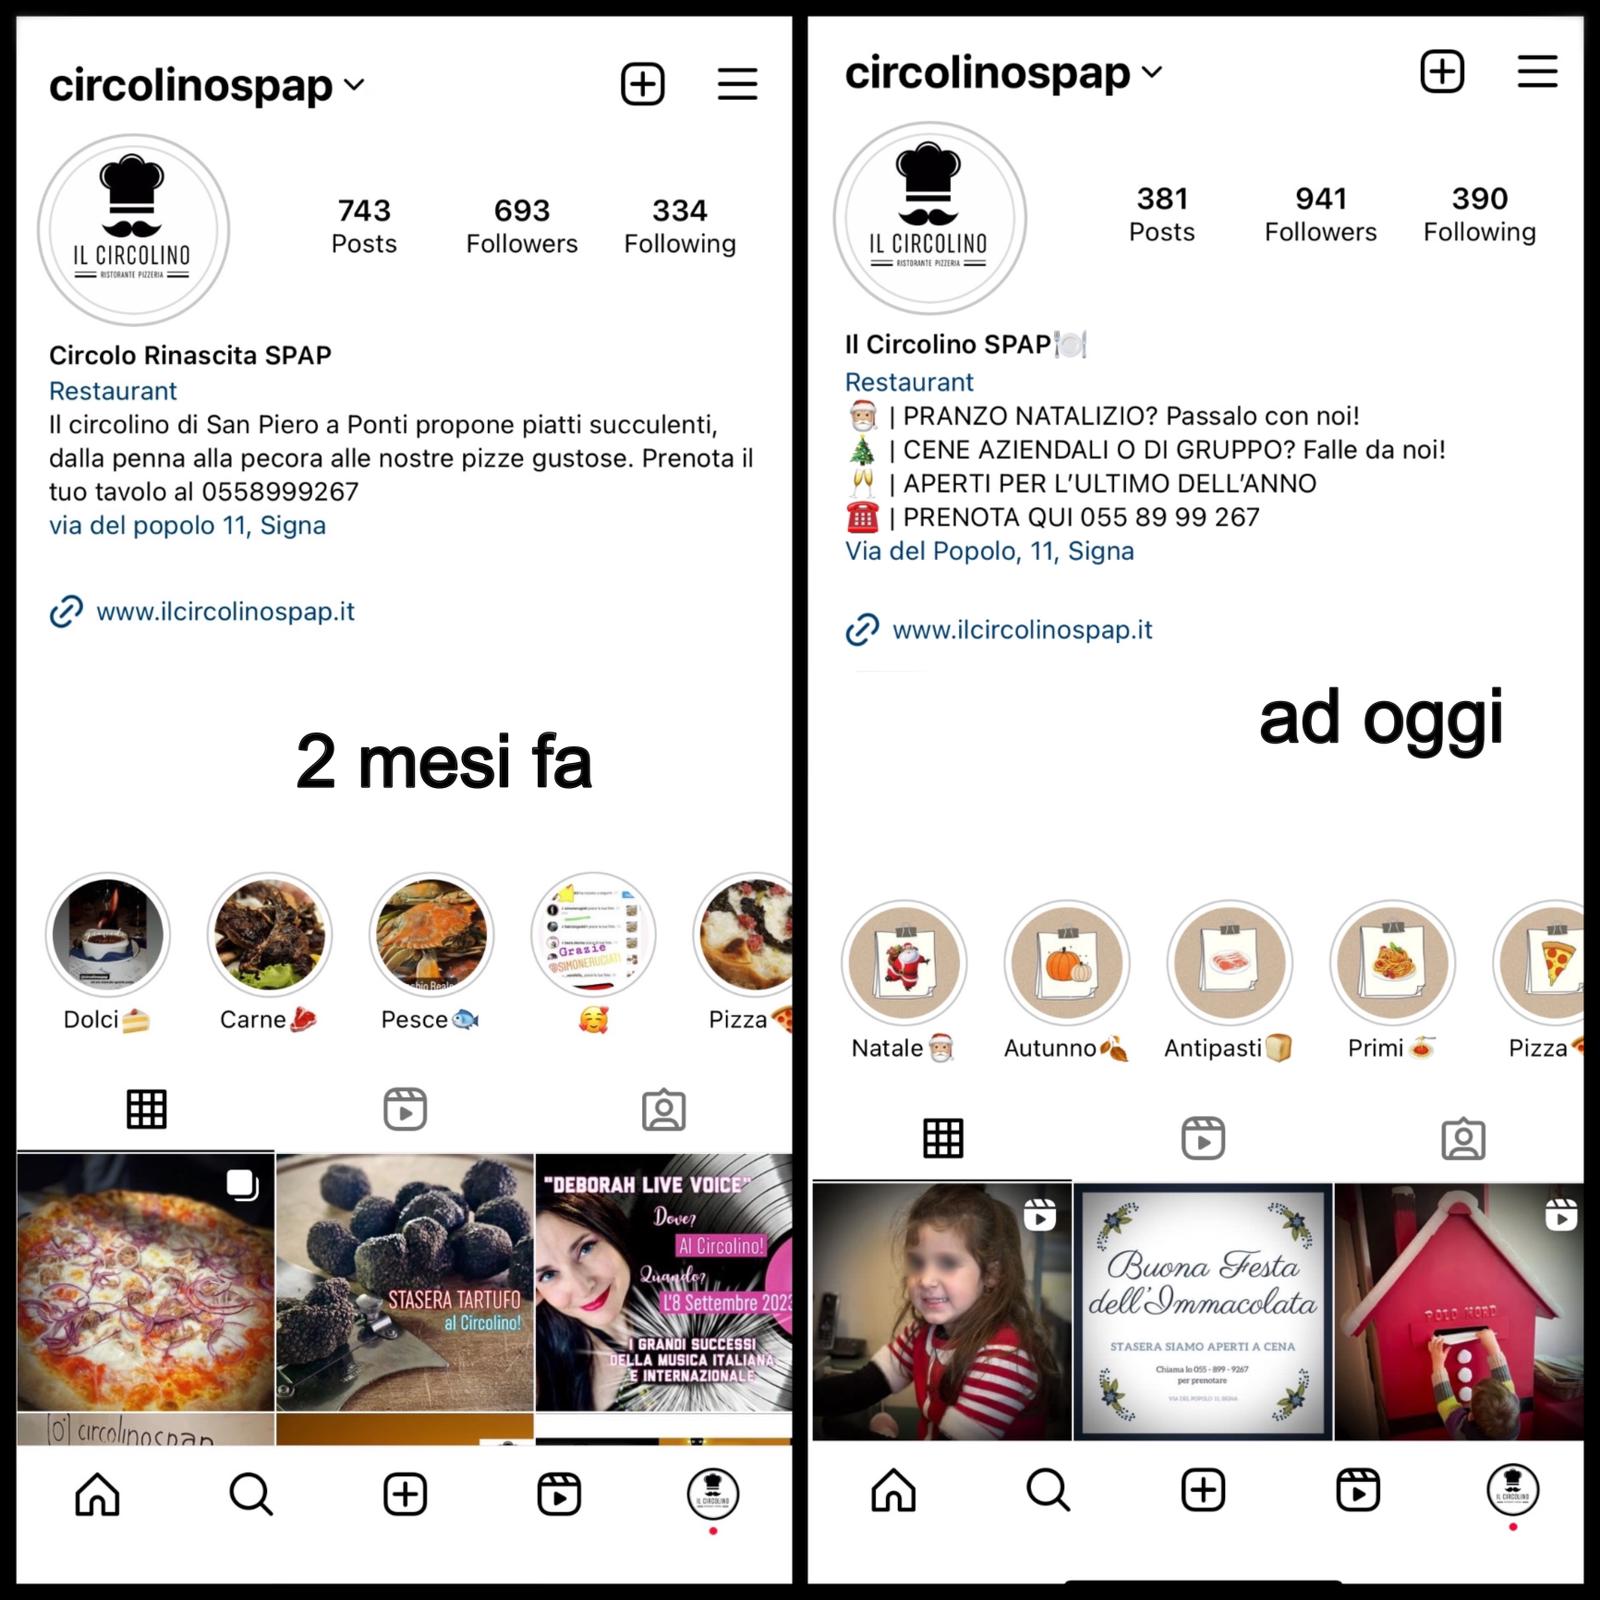 circolinospap
IL CIRCOLINO
RISTORANTE PIZZERIA
743 693 334
Posts Followers Following
Circolo Rinascita SPAP
Restaurant
Il circolino di San Piero a Ponti propone piatti succulenti,
dalla penna alla pecora alle nostre pizze gustose. Prenota il
tuo tavolo al 0558999267
via del popolo 11, Signa
www.ilcircolinospap.it
2 mesi fa
Grazie
@SIMONERUCIATI
Dolci🍰 Carne🥩 Pesce🐟 🥰 Pizza🍕
STASERA TARTUFO
al Circolino!
"DEBORAH LIVE VOICE"
Dove?
Al Circolino!
Quando?
L'8 Settembre 2023
I GRANDI SUCCESSI
DELLA MUSICA ITALIANA
E INTERNAZIONALE
circolinospap
IL CIRCOLINO
circolinospap
IL CIRCOLINO
RISTORANTE PIZZERIA
381 941 390
Posts Followers Following
Il Circolino SPAP🍽️
Restaurant
🎅🏼 | PRANZO NATALIZIO? Passalo con noi!
🎄 | CENE AZIENDALI O DI GRUPPO? Falle da noi!
🥂 | APERTI PER L’ULTIMO DELL’ANNO
☎️ | PRENOTA QUI 055 89 99 267
Via del Popolo, 11, Signa
www.ilcircolinospap.it
ad oggi
Natale🎅🏼 Autunno🍂 Antipasti🍞 Primi🍝 Pizza🍕
Buona Festa
dell'Immacolata
STASERA SIAMO APERTI A CENA
Chiama lo 055 - 899 - 9267
per prenotare
VIA DEL POPOLO 11, SIGNA
POLO NORD
IL CIRCOLINO